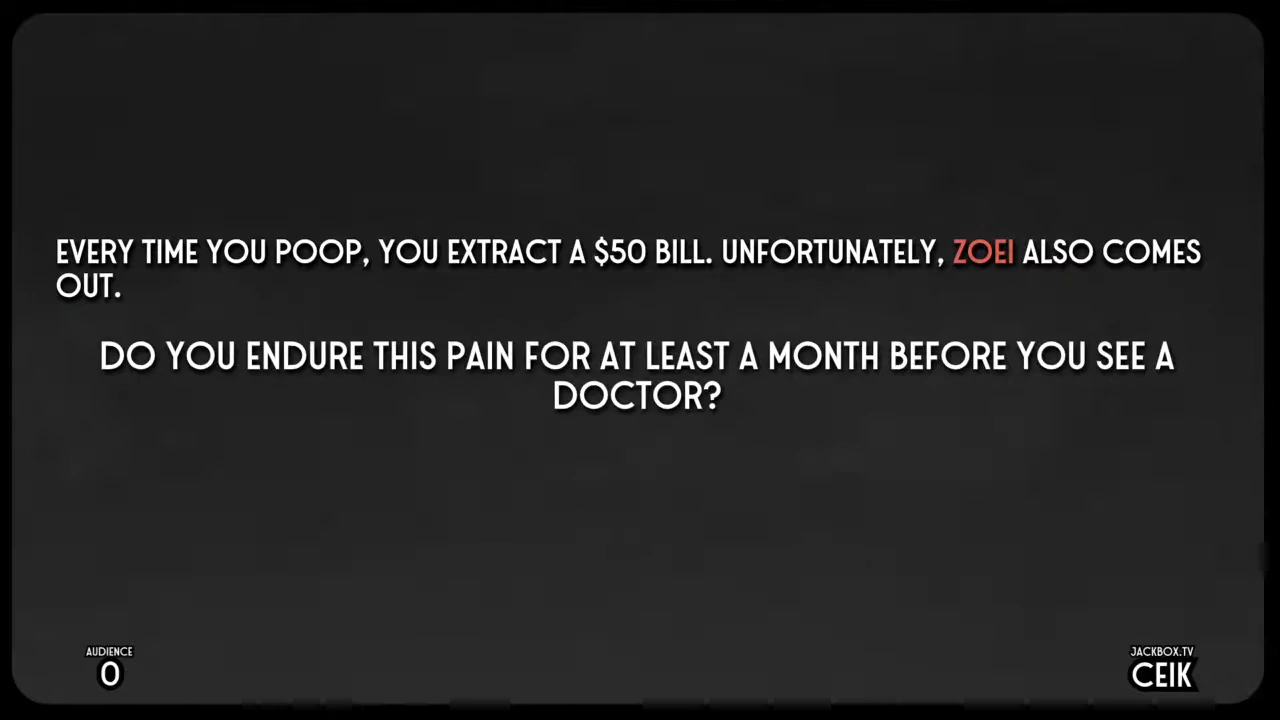 EVERY TIME YOU POOP, YOU EXTRACT A $50 BILL. UNFORTUNATELY, ZOEI ALSO COMES
OUT.
DO YOU ENDURE THIS PAIN FOR AT LEAST A MONTH BEFORE YOU SEE A
DOCTOR?
AUDIENCE
0
JACKBOX.TV
CEIK